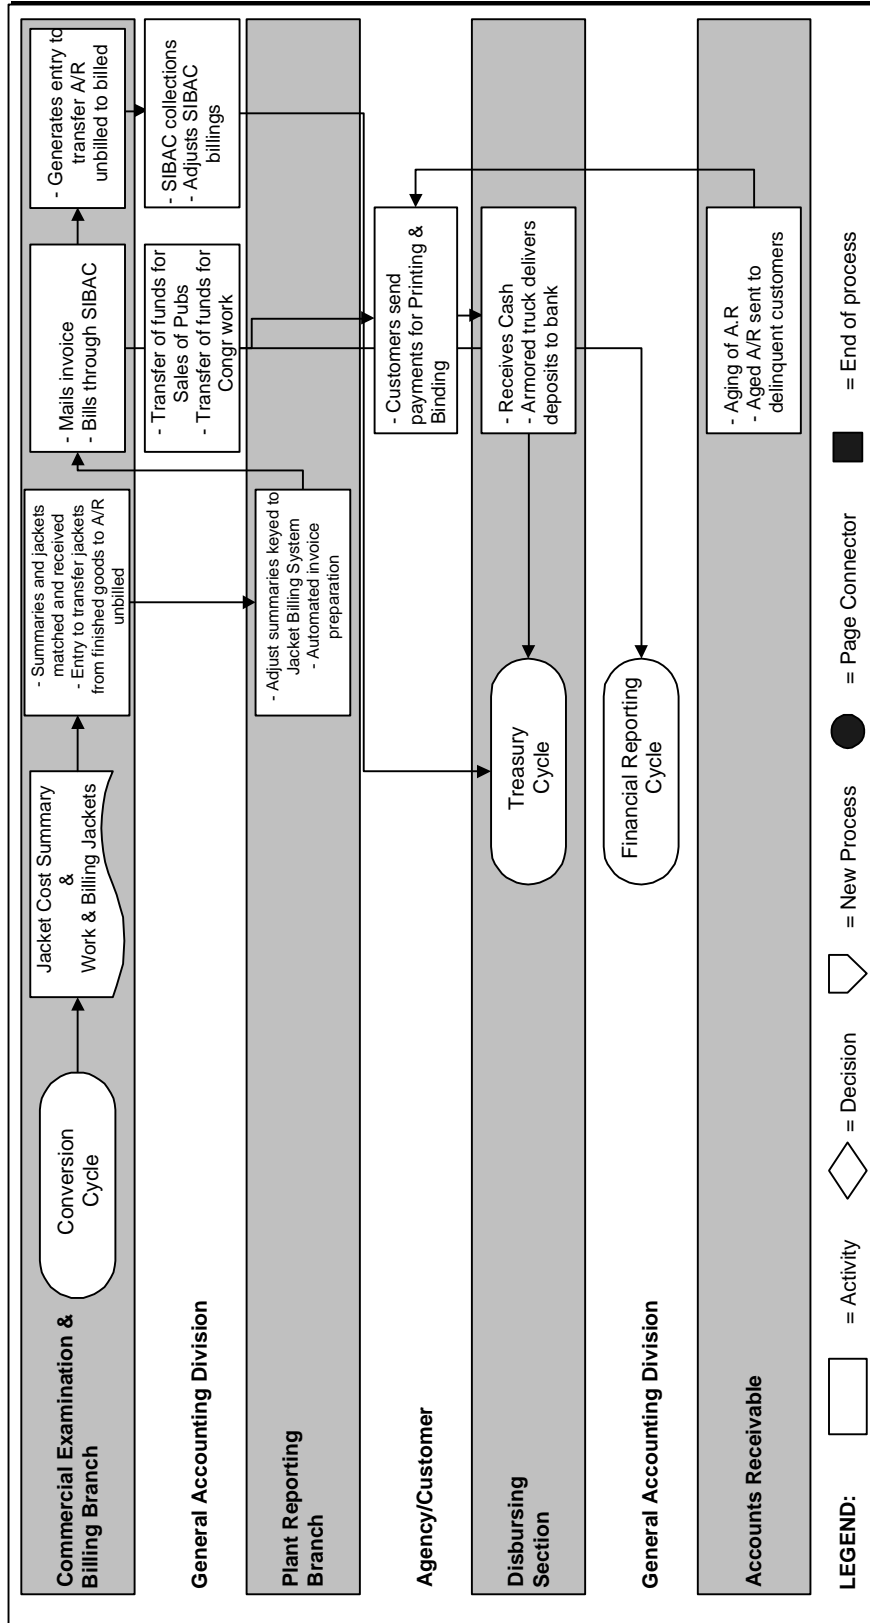 Commercial Examination &
Billing Branch
Conversion
Cycle
Jacket Cost Summary
&
Work & Billing Jackets
- Summaries and jackets
matched and received
- Entry to transfer jackets
from finished goods to A/R
unbilled
- Mails invoice
- Bills through SIBAC
- Generates entry to
transfer A/R
unbilled to billed
General Accounting Division
- Transfer of funds for
Sales of Pubs
- Transfer of funds for
Congr work
- SIBAC collections
- Adjusts SIBAC
billings
Plant Reporting
Branch
- Adjust summaries keyed to
Jacket Billing System
- Automated invoice
preparation
Agency/Customer
- Customers send
payments for Printing &
Binding
Disbursing
Section
Treasury
Cycle
- Receives Cash
- Armored truck delivers
deposits to bank
General Accounting Division
Financial Reporting
Cycle
Accounts Receivable
- Aging of A.R
- Aged A/R sent to
delinquent customers
LEGEND:
= Activity
= Decision
= New Process
= Page Connector
= End of process